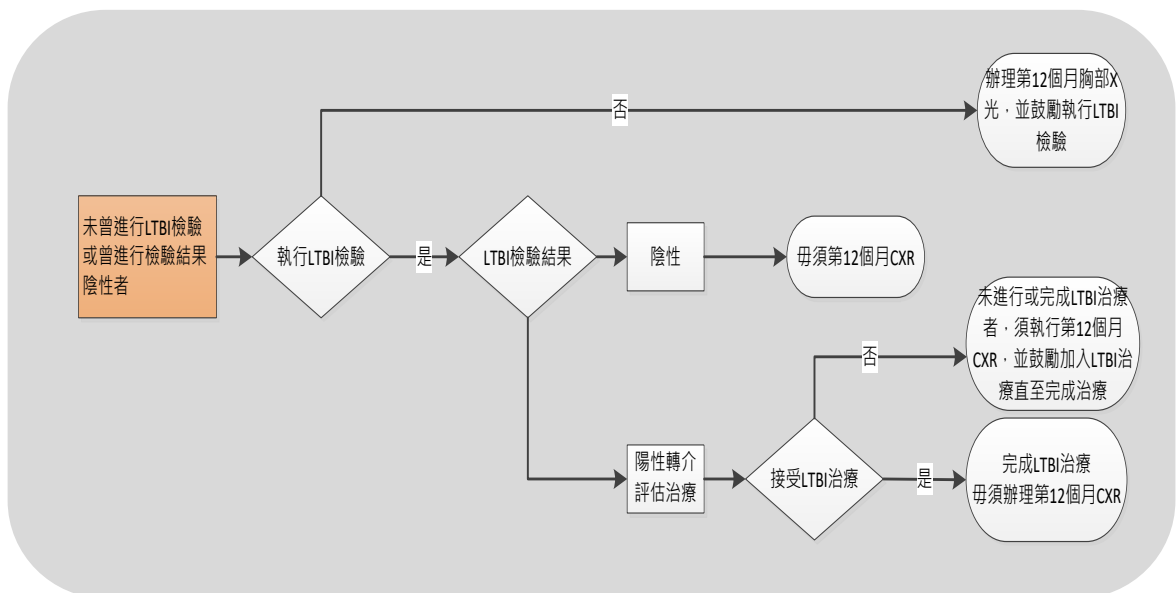 辦理第12個月胸部X
光，並鼓勵執行LTBI
檢驗
否
未曾進行LTBI檢驗
或曾進行檢驗結果
陰性者
執行LTBI檢驗
是
LTBI檢驗結果
陰性
毋須第12個月CXR
未進行或完成LTBI治療
者，須執行第12個月
CXR，並鼓勵加入LTBI治
療直至完成治療
否
陽性轉介
評估治療
接受LTBI治療
是
完成LTBI治療
毋須辦理第12個月CXR